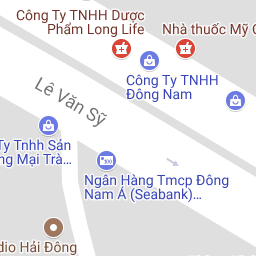 Công Ty TNHH Dược
Phẩm Long Life
Nhà thuốc Mỹ
Công Ty TNHH
Đông Nam
Lê Văn Sỹ
Ty Tnhh Sản
ng Mại Trà...
Ngân Hàng Tmcp Đông
Nam Á (Seabank)...
dio Hải Đông